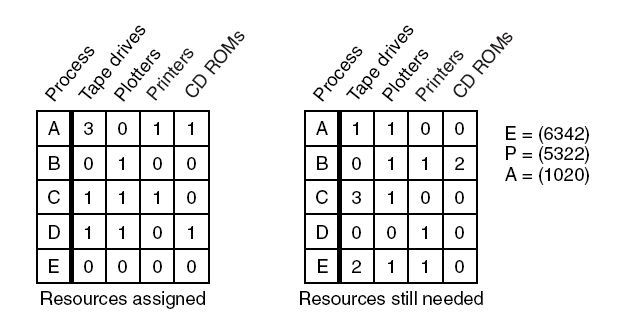 Process Tape drives Plotters Printers CD ROMs
A 3 0 1 1
B 0 1 0 0
C 1 1 1 0
D 1 1 0 1
E 0 0 0 0
Resources assigned
Process Tape drives Plotters Printers CD ROMs
A 1 1 0 0
B 0 1 1 2
C 3 1 0 0
D 0 0 1 0
E 2 1 1 0
Resources still needed
E = (6342)
P = (5322)
A = (1020)